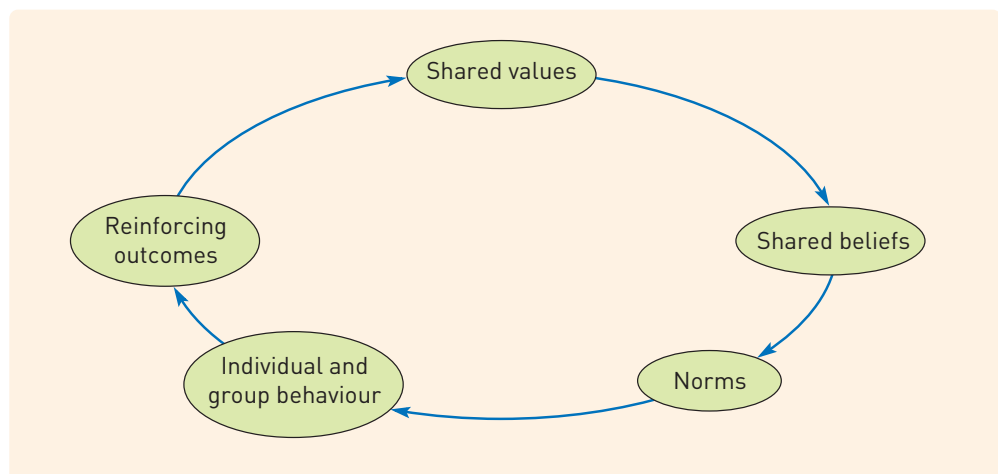 Shared values
Shared beliefs
Norms
Individual and
group behaviour
Reinforcing
outcomes